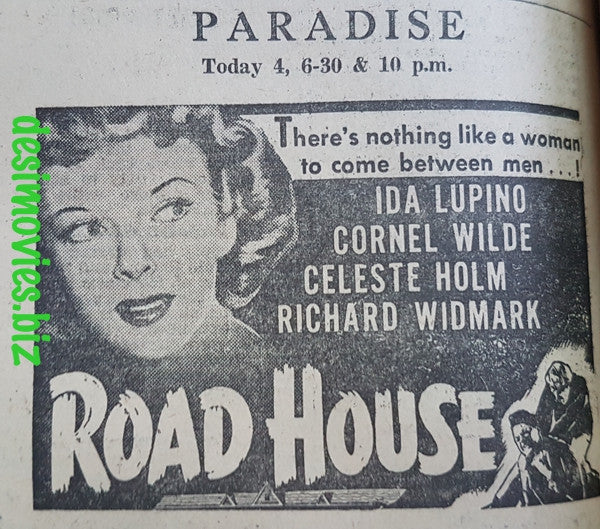 PARADISE
Today 4, 6-30 & 10 p.m.
There's nothing like a woman
to come between men...!
IDA LUPINO
CORNEL WILDE
CELESTE HOLM
RICHARD WIDMARK
ROAD HOUSE
desimovies.biz